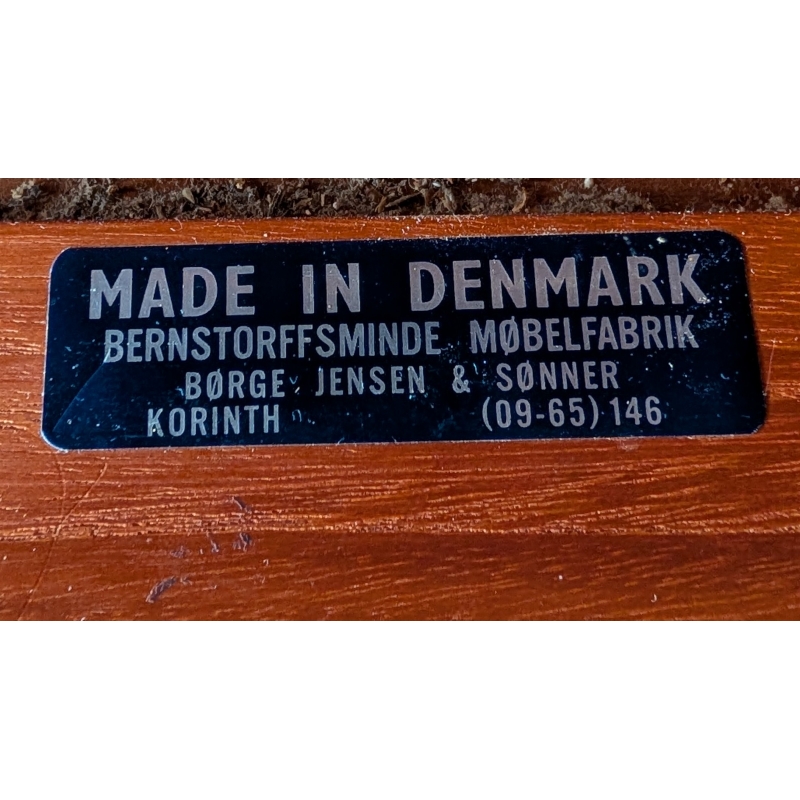 MADE IN DENMARK
BERNSTORFFSMINDE MØBELFABRIK
BØRGE JENSEN & SØNNER
KORINTH (09-65) 146